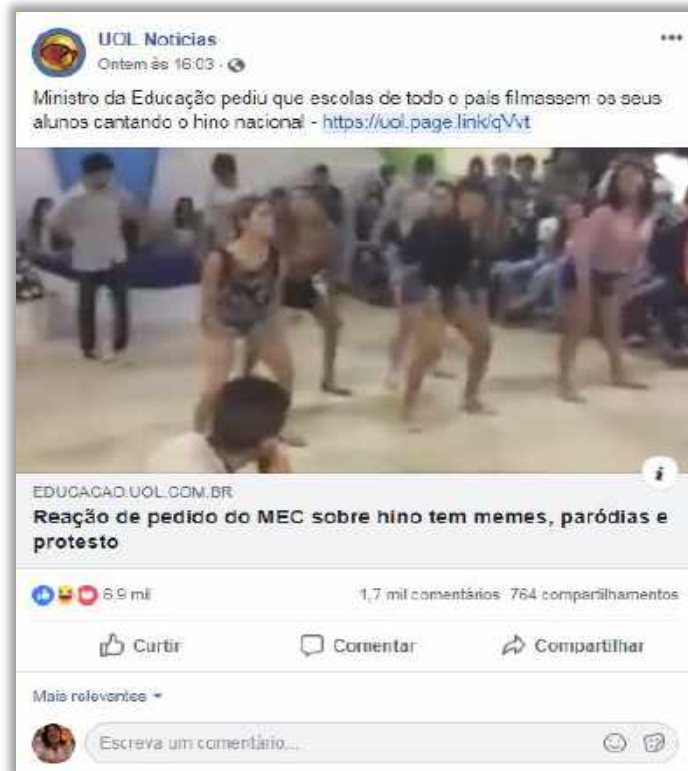 UOL Notícias
Ontem às 16:03 ·
Ministro da Educação pediu que escolas de todo o país filmassem os seus
alunos cantando o hino nacional - https://uol.page.link/qVvt
EDUCACAO.UOL.COM.BR
Reação de pedido do MEC sobre hino tem memes, paródias e
protesto
6,9 mil
1,7 mil comentários 764 compartilhamentos
Curtir
Comentar
Compartilhar
Mais relevantes
Escreva um comentário...